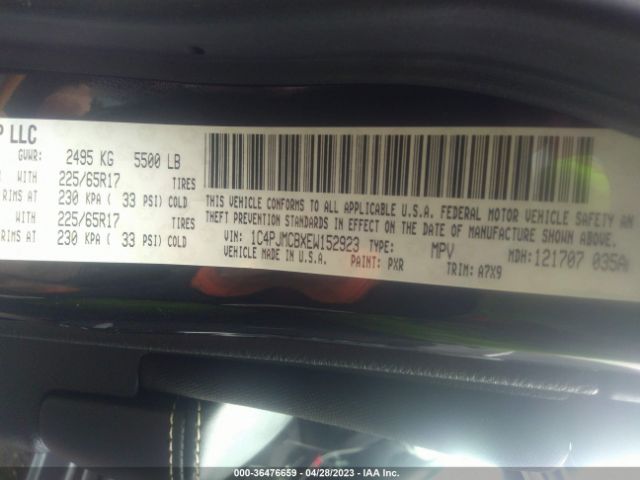 P LLC
GVWR: 2495 KG 5500 LB
WITH 225/65R17 TIRES
RIMS AT 230 KPA ( 33 PSI) COLD
WITH 225/65R17 TIRES
RIMS AT 230 KPA ( 33 PSI) COLD
THIS VEHICLE CONFORMS TO ALL APPLICABLE U.S.A. FEDERAL MOTOR VEHICLE SAFETY AN
THEFT PREVENTION STANDARDS IN EFFECT ON THE DATE OF MANUFACTURE SHOWN ABOVE.
VIN: 1C4PJMCBXEW152923 TYPE: MPV MDH: 121707 035A
VEHICLE MADE IN U.S.A. PAINT: PXR TRIM: A7X9
000-36476659 - 04/28/2023 - IAA Inc.